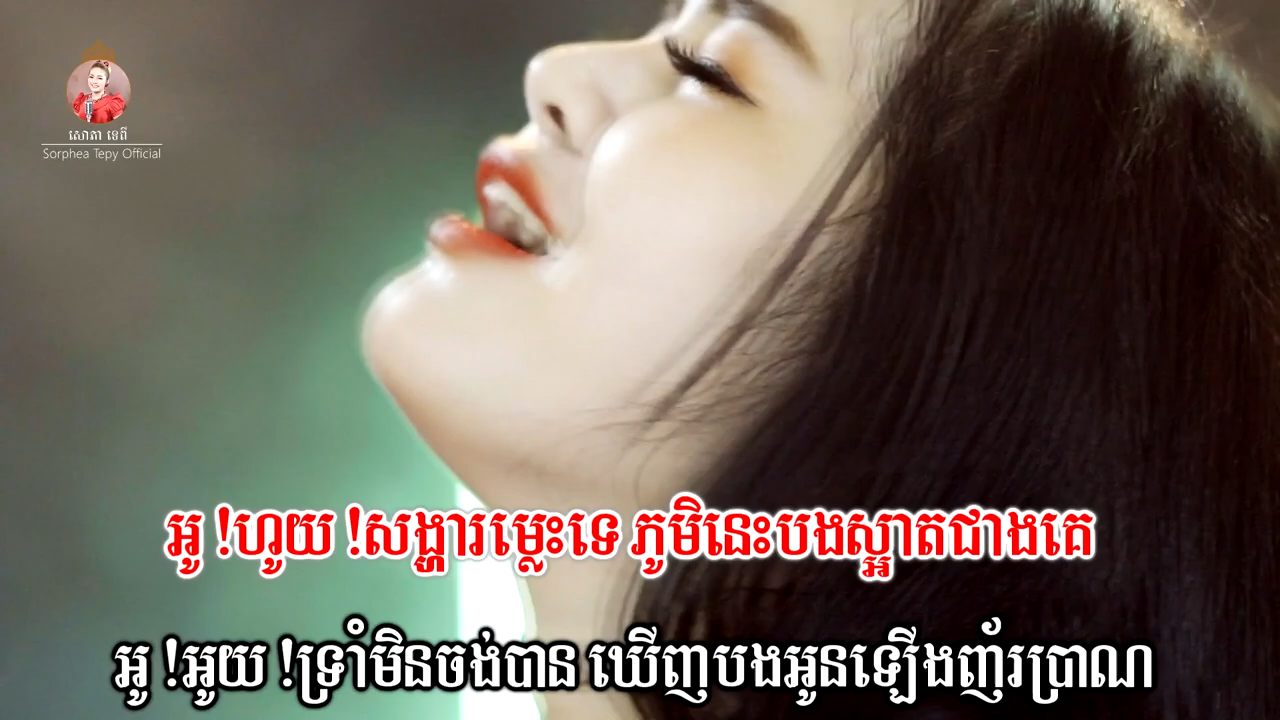 សោភា ទេពី
Sorphea Tepy Official
អូ !ហូយ !សង្ហារម្លេះទេ ភូមិនេះបងស្អាតជាងគេ
អូ !អូយ !ទ្រាំមិនចង់បាន ឃើញបងអូនឡើងញ័រប្រាណ